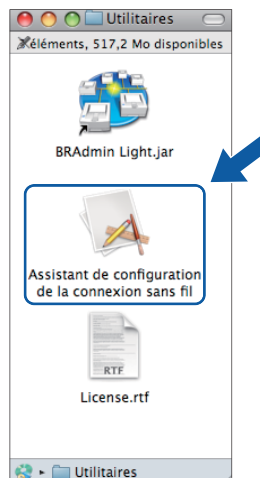 Utilitaires
éléments, 517,2 Mo disponibles
BRAdmin Light.jar
Assistant de configuration
de la connexion sans fil
RTF
License.rtf
Utilitaires